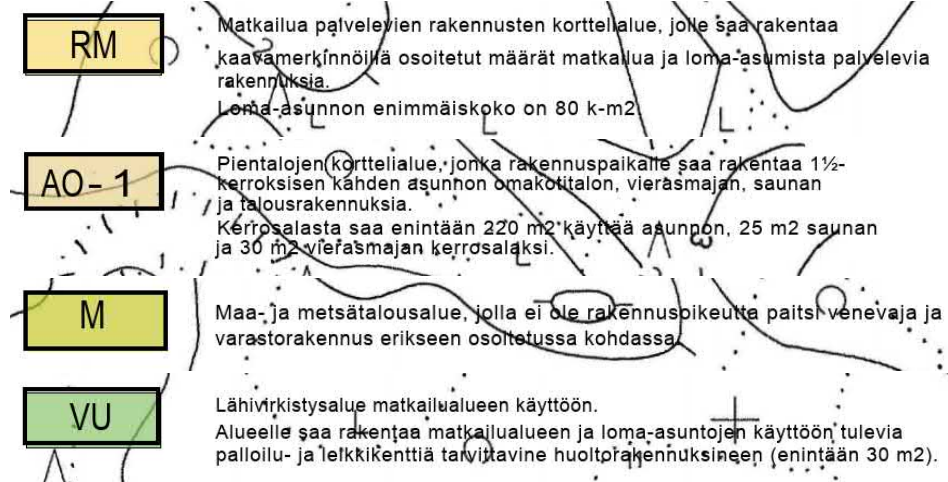 RM
Matkailua palvelevien rakennusten korttelialue, jolle saa rakentaa
kaavamerkinnöillä osoitetut määrät matkailua ja loma-asumista palvelevia
rakennuksia.
Loma-asunnon enimmäiskoko on 80 k-m2.
AO- 1
Pientalojen korttelialue, jonka rakennuspaikalle saa rakentaa 1½-
kerroksisen kahden asunnon omakotitalon, vierasmajan, saunan
ja talousrakennuksia.
Kerrosalasta saa enintään 220 m2 käyttää asunnon, 25 m2 saunan
ja 30 m2 vierasmajan kerrosalaksi.
M
Maa- ja metsätalousalue, jolla ei ole rakennusoikeutta paitsi venevaja ja
varastorakennus erikseen osoitetussa kohdassa.
VU
Lähivirkistysalue matkailualueen käyttöön.
Alueelle saa rakentaa matkailualueen ja loma-asuntojen käyttöön tulevia
palloilu- ja leikkikenttiä tarvittavine huoltorakennuksineen (enintään 30 m2).